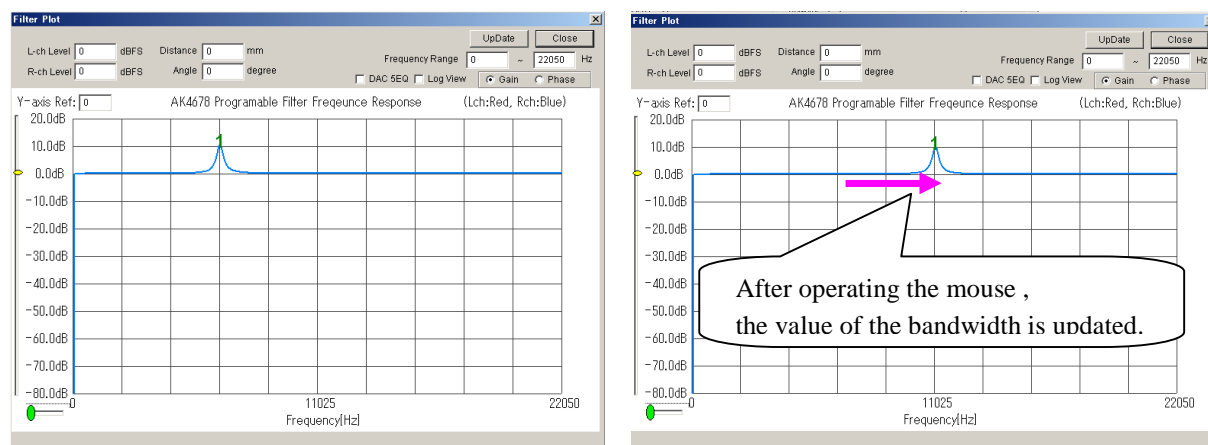 Filter Plot
UpDate Close
L-ch Level 0 dBFS Distance 0 mm
Frequency Range 0 ~ 22050 Hz
R-ch Level 0 dBFS Angle 0 degree
DAC 5EQ Log View Gain Phase
Y-axis Ref: 0 AK4678 Programable Filter Freqeunce Response (Lch:Red, Rch:Blue)
20.0dB
10.0dB
1
0.0dB
-10.0dB
-20.0dB
-30.0dB
-40.0dB
-50.0dB
-60.0dB
-70.0dB
-80.0dB
0 11025 22050
Frequency[Hz]
Filter Plot
UpDate Close
L-ch Level 0 dBFS Distance 0 mm
Frequency Range 0 ~ 22050 Hz
R-ch Level 0 dBFS Angle 0 degree
DAC 5EQ Log View Gain Phase
Y-axis Ref: 0 AK4678 Programable Filter Freqeunce Response (Lch:Red, Rch:Blue)
20.0dB
10.0dB
1
0.0dB
-10.0dB
-20.0dB
-30.0dB
-40.0dB
-50.0dB
-60.0dB
-70.0dB
-80.0dB
After operating the mouse ,
the value of the bandwidth is updated.
0 11025 22050
Frequency[Hz]